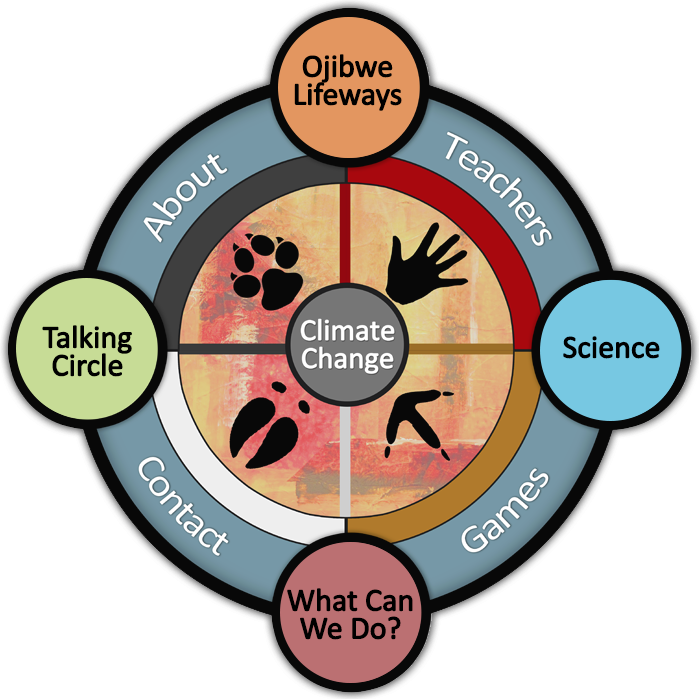 Ojibwe
Lifeways
About
Teachers
Talking
Circle
Climate
Change
Science
Contact
Games
What Can
We Do?